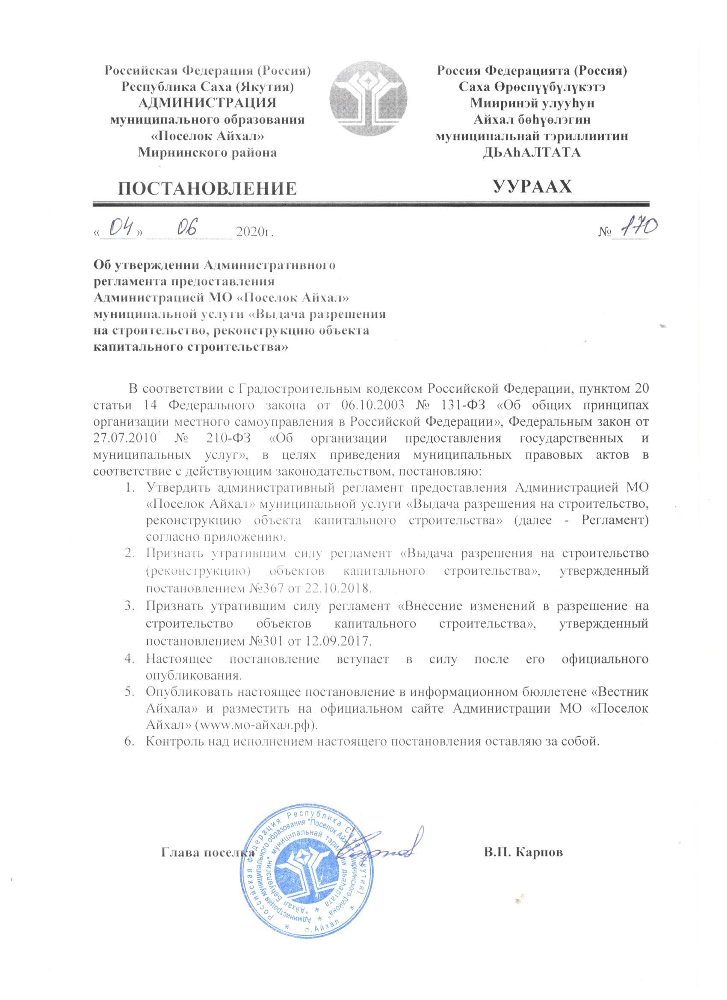 Российская Федерация (Россия)
Республика Саха (Якутия)
АДМИНИСТРАЦИЯ
муниципального образования
«Поселок Айхал»
Мирнинского района
ПОСТАНОВЛЕНИЕ
Россия Федерацията (Россия)
Саха Өрөспүүбүлүкэтэ
Мииринэй улууһун
Айхал бөһүөлэгин
муниципальнай тэриллиитин
ДЬАһАЛТАТА
УУРААХ
«04» 06 2020г.
№ 170
Об утверждении Административного
регламента предоставления
Администрацией МО «Поселок Айхал»
муниципальной услуги «Выдача разрешения
на строительство, реконструкцию объекта
капитального строительства»
В соответствии с Градостроительным кодексом Российской Федерации, пунктом 20
статьи 14 Федерального закона от 06.10.2003 № 131-ФЗ «Об общих принципах
организации местного самоуправления в Российской Федерации», Федеральным закон от
27.07.2010 № 210-ФЗ «Об организации предоставления государственных и
муниципальных услуг», в целях приведения муниципальных правовых актов в
соответствие с действующим законодательством, постановляю:
1. Утвердить административный регламент предоставления Администрацией МО
«Поселок Айхал» муниципальной услуги «Выдача разрешения на строительство,
реконструкцию объекта капитального строительства» (далее - Регламент)
согласно приложению.
2. Признать утратившим силу регламент «Выдача разрешения на строительство
(реконструкцию) объектов капитального строительства», утвержденный
постановлением №367 от 22.10.2018.
3. Признать утратившим силу регламент «Внесение изменений в разрешение на
строительство объектов капитального строительства», утвержденный
постановлением №301 от 12.09.2017.
4. Настоящее постановление вступает в силу после его официального
опубликования.
5. Опубликовать настоящее постановление в информационном бюллетене «Вестник
Айхала» и разместить на официальном сайте Администрации МО «Поселок
Айхал» (www.мо-айхал.рф).
6. Контроль над исполнением настоящего постановления оставляю за собой.
Глава поселка
В.П. Карпов
Российская Федерация Республика Саха (Якутия)
Администрация муниципального образования "Поселок Айхал" Мирнинского района"
"Айхал Бөһүөлэгин" муниципальнай тэриллии дьаһалтата
п.Айхал